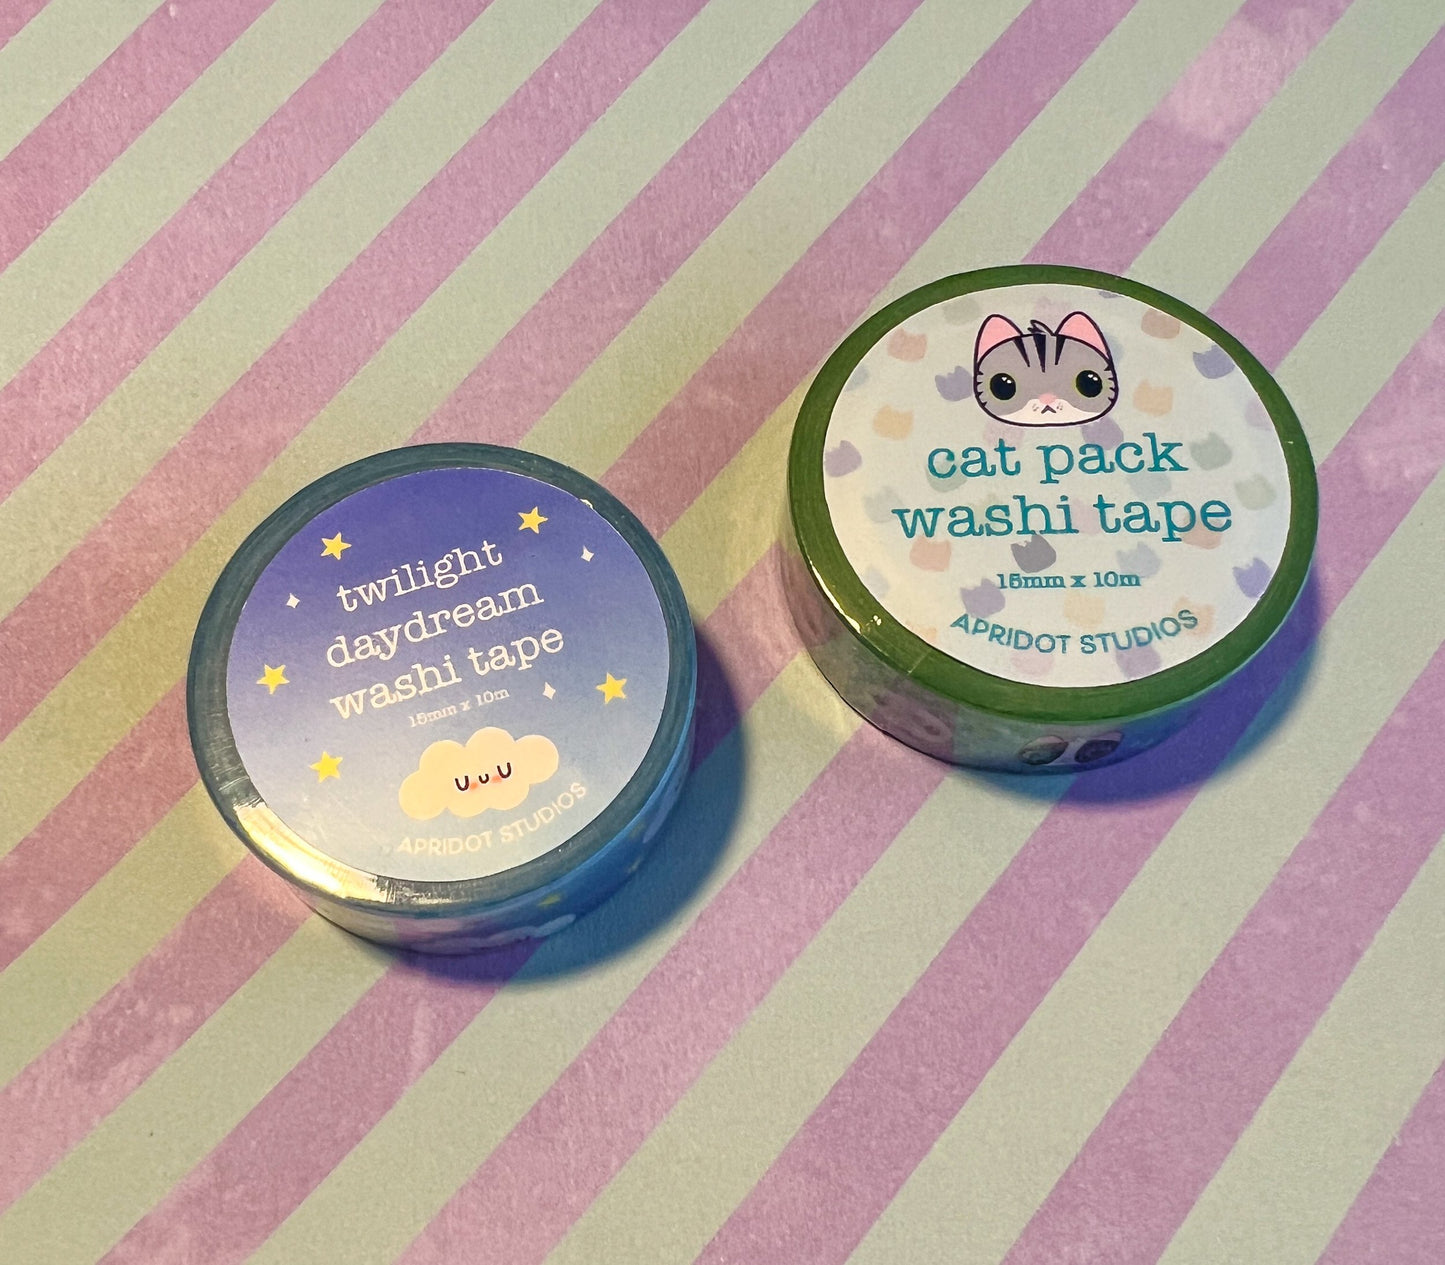 twilight
daydream
washi tape
15mm x 10m
APRIDOT STUDIOS
cat pack
washi tape
15mm x 10m
APRIDOT STUDIOS